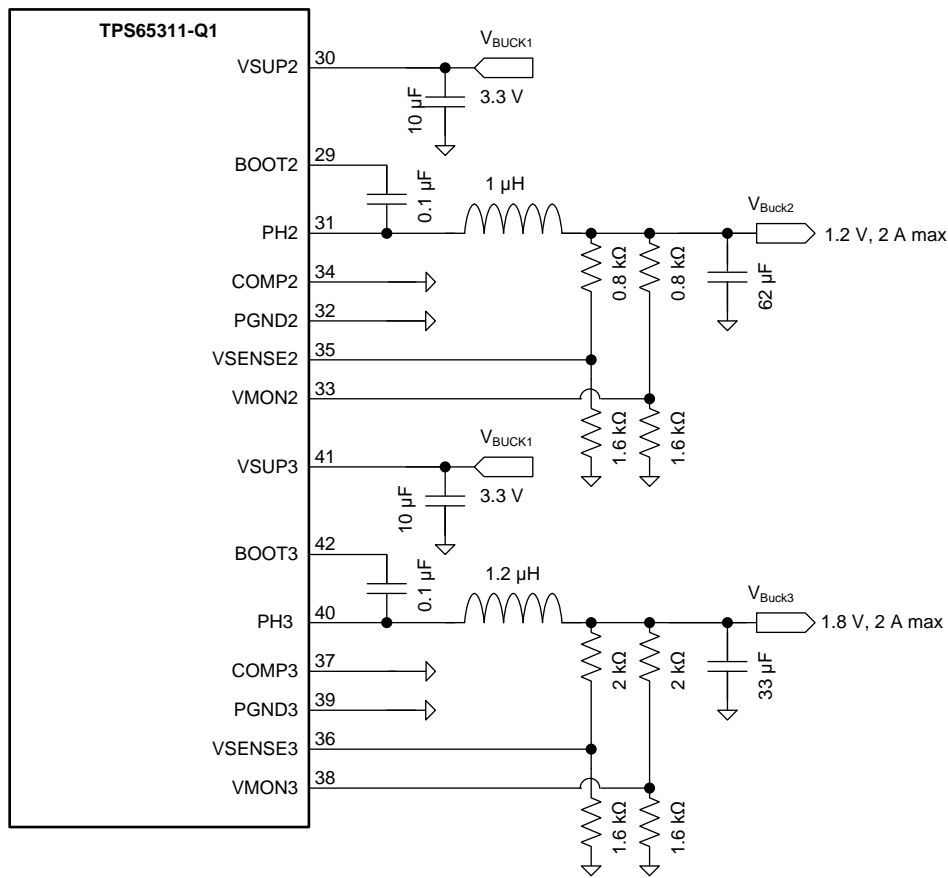 TPS65311-Q1
VSUP2
30
VBUCK1
3.3 V
10 µF
BOOT2
29
0.1 µF
1 µH
PH2
31
VBuck2
1.2 V, 2 A max
0.8 kΩ
0.8 kΩ
62 µF
COMP2
34
PGND2
32
VSENSE2
35
VMON2
33
1.6 kΩ
1.6 kΩ
VSUP3
41
VBUCK1
3.3 V
10 µF
BOOT3
42
0.1 µF
1.2 µH
PH3
40
VBuck3
1.8 V, 2 A max
2 kΩ
2 kΩ
33 µF
COMP3
37
PGND3
39
VSENSE3
36
VMON3
38
1.6 kΩ
1.6 kΩ